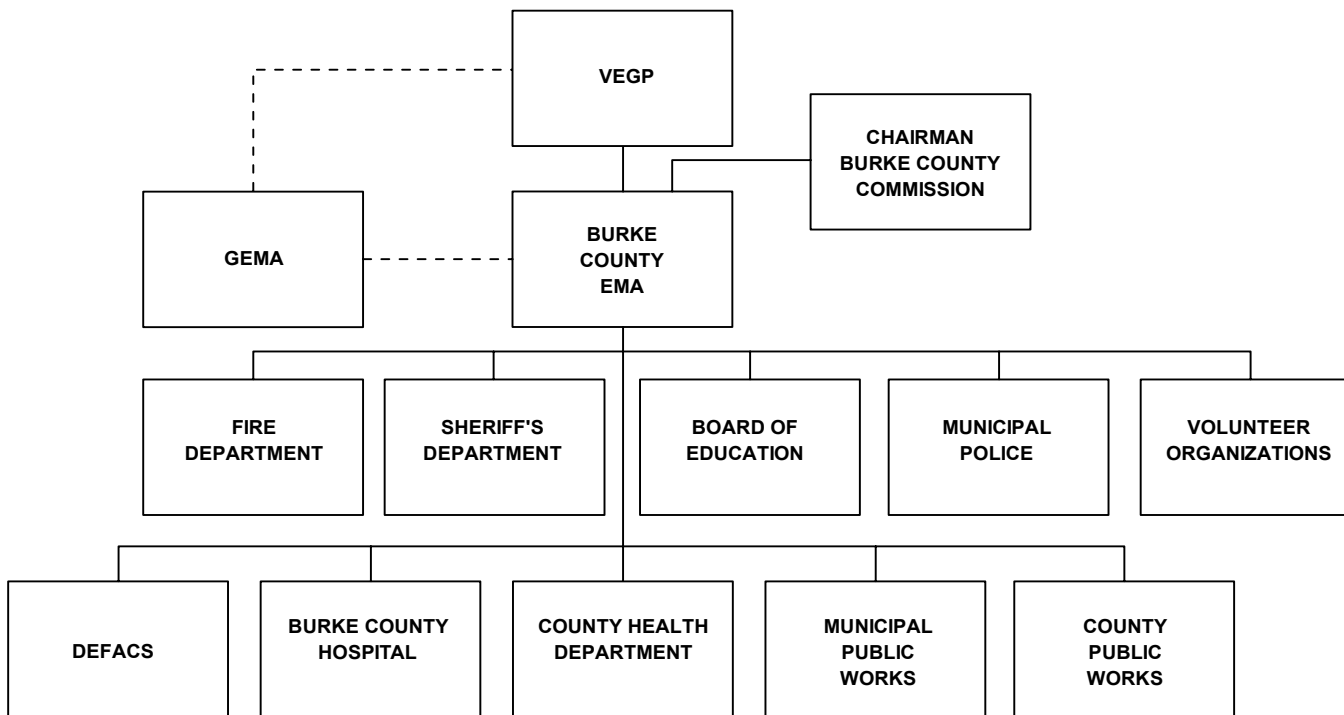 VEGP
CHAIRMAN
BURKE COUNTY
COMMISSION
GEMA
BURKE
COUNTY
EMA
FIRE
DEPARTMENT
SHERIFF'S
DEPARTMENT
BOARD OF
EDUCATION
MUNICIPAL
POLICE
VOLUNTEER
ORGANIZATIONS
DEFACS
BURKE COUNTY
HOSPITAL
COUNTY HEALTH
DEPARTMENT
MUNICIPAL
PUBLIC
WORKS
COUNTY
PUBLIC
WORKS